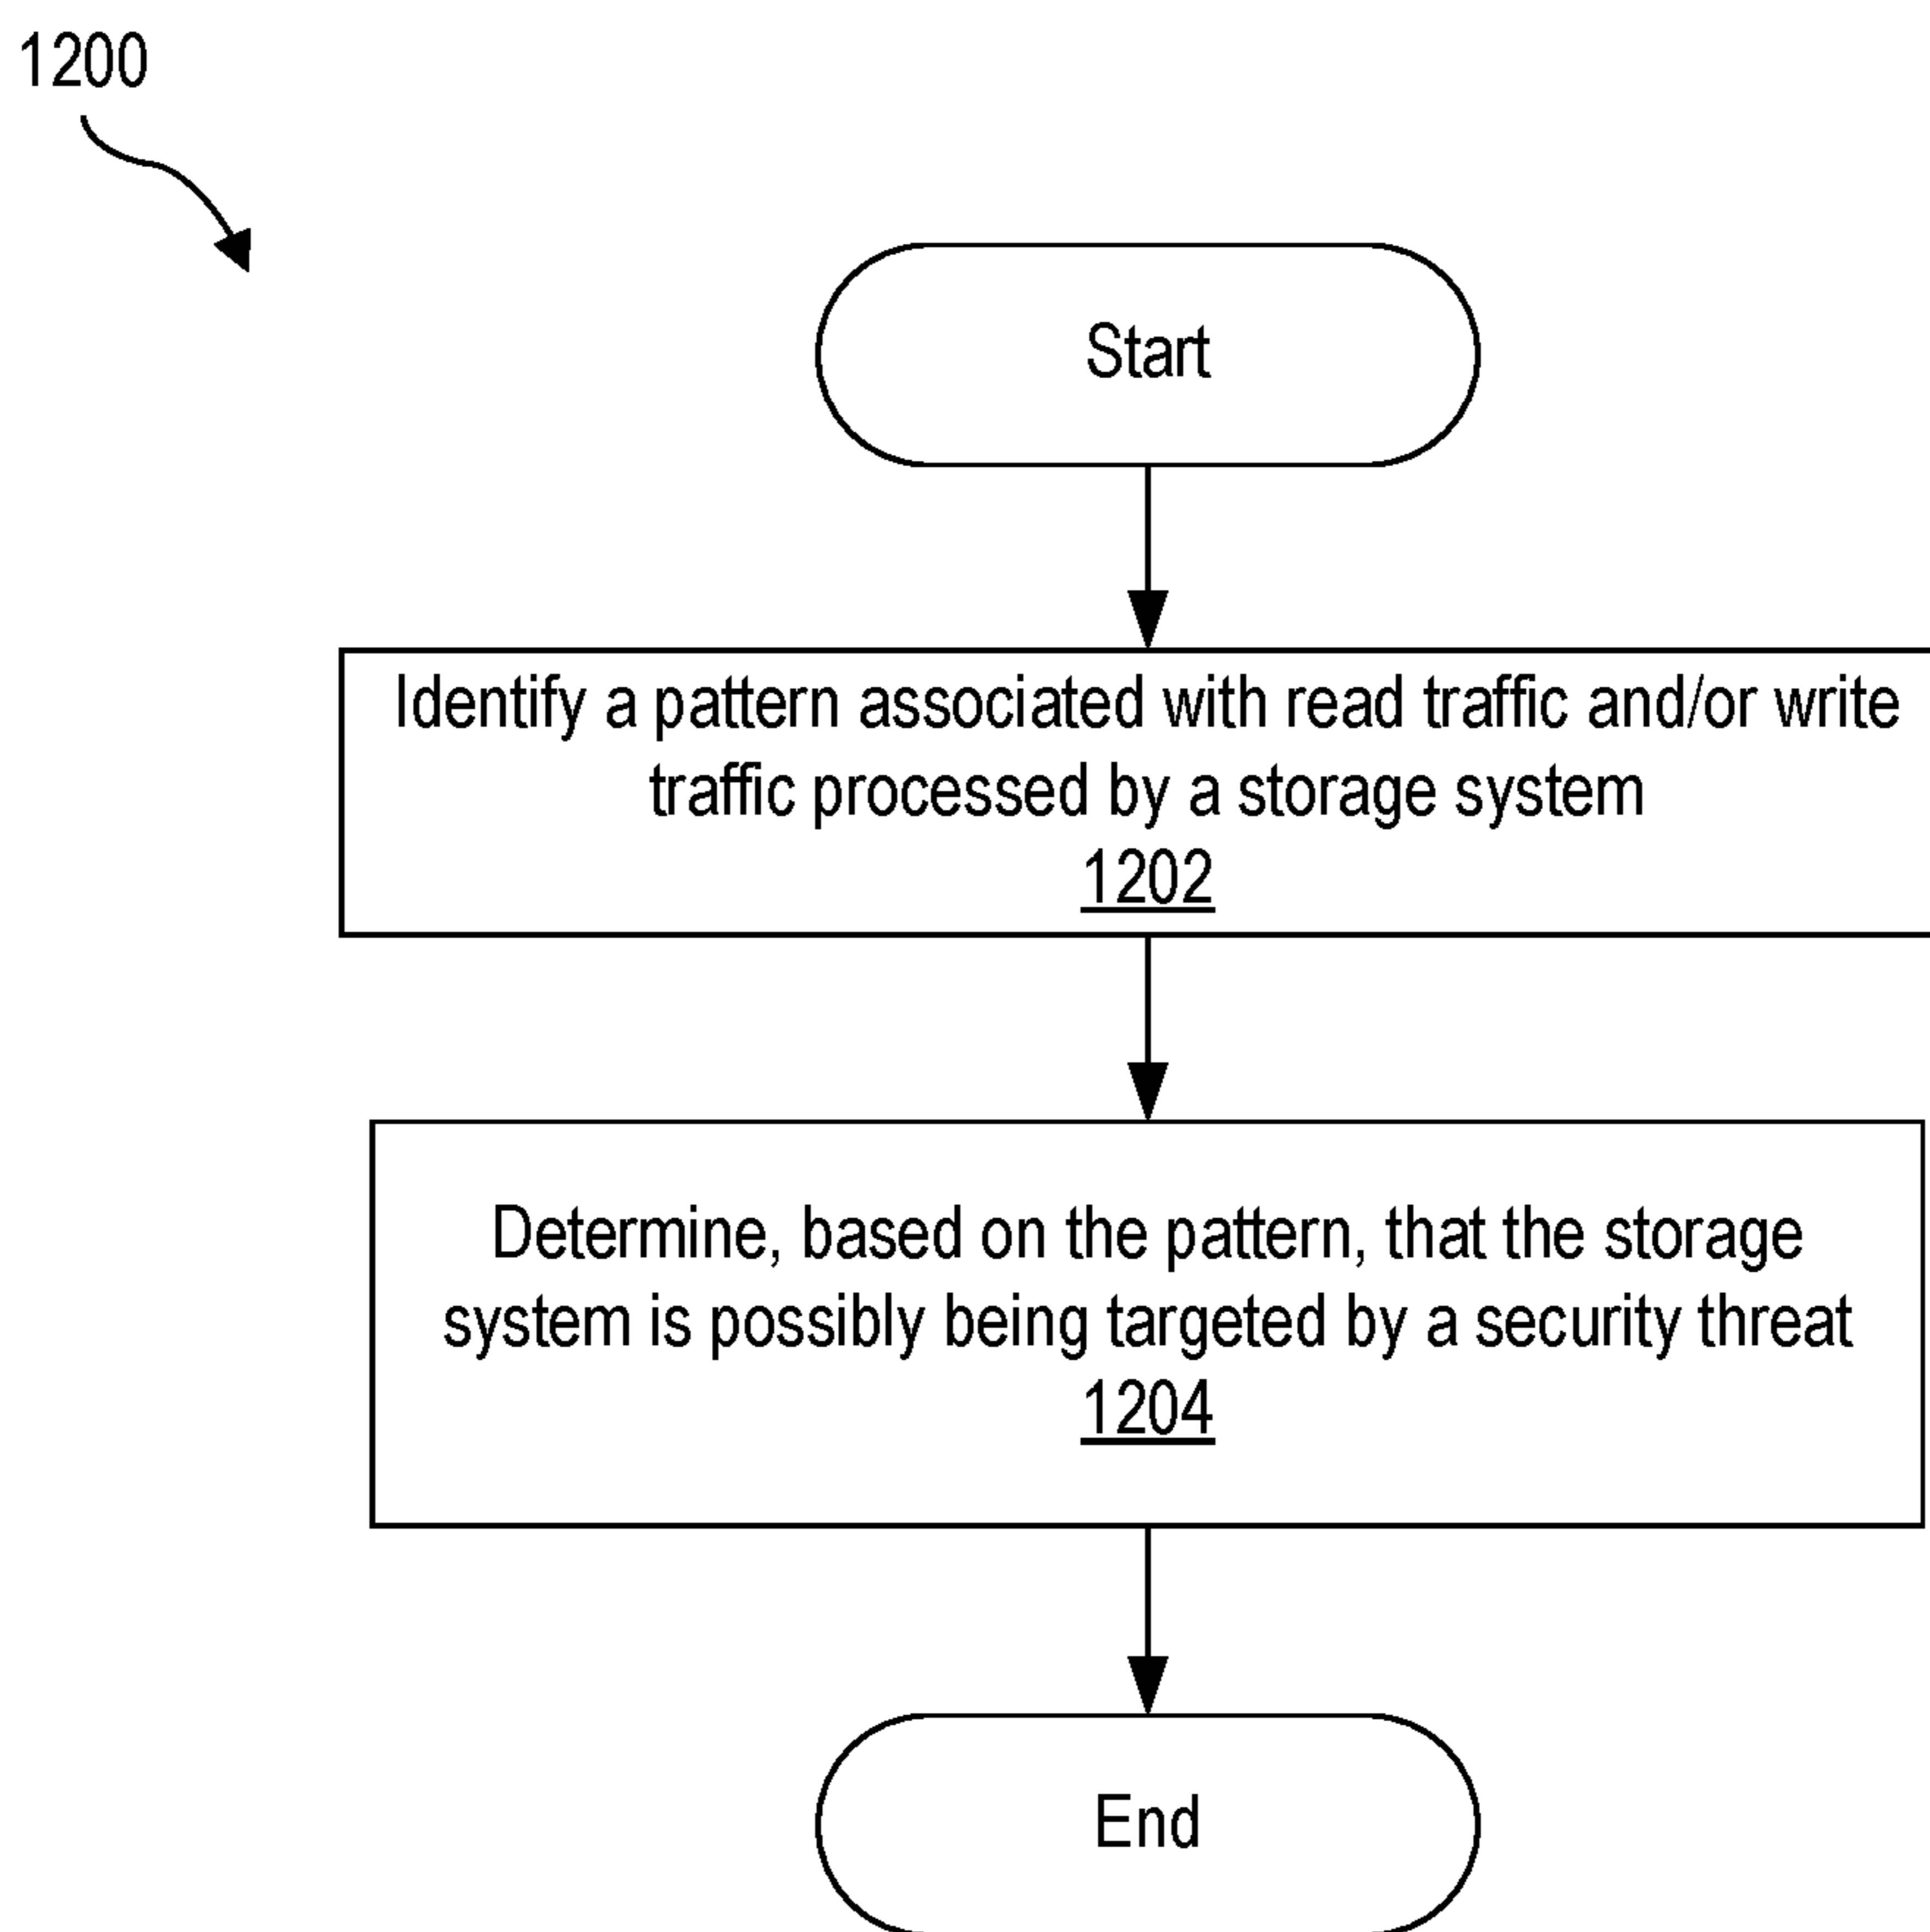 1200
Start
Identify a pattern associated with read traffic and/or write
traffic processed by a storage system
1202
Determine, based on the pattern, that the storage
system is possibly being targeted by a security threat
1204
End